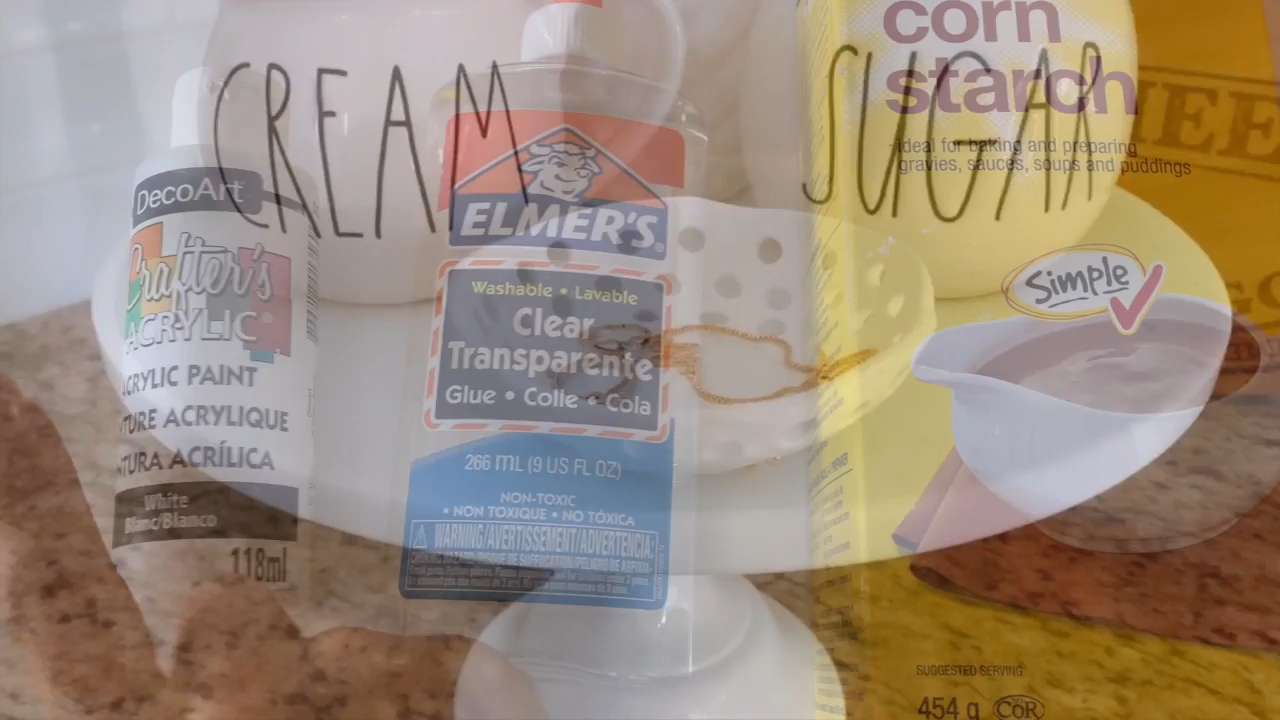 CREAM
SUGAR
DecoArt
Crafter's
ACRYLIC
ACRYLIC PAINT
TURE ACRYLIQUE
NTURA ACRÍLICA
White
Blanc/Blanco
118ml
ELMER'S®
Washable • Lavable
Clear
Transparente
Glue • Colle • Cola
266 mL (9 US FL OZ)
NON-TOXIC
• NON TOXIQUE • NO TÓXICA
WARNING/AVERTISSEMENT/ADVERTENCIA:
corn
starch
ideal for baking and preparing
gravies, sauces, soups and puddings
Simple
SUGGESTED SERVING
454 g COR